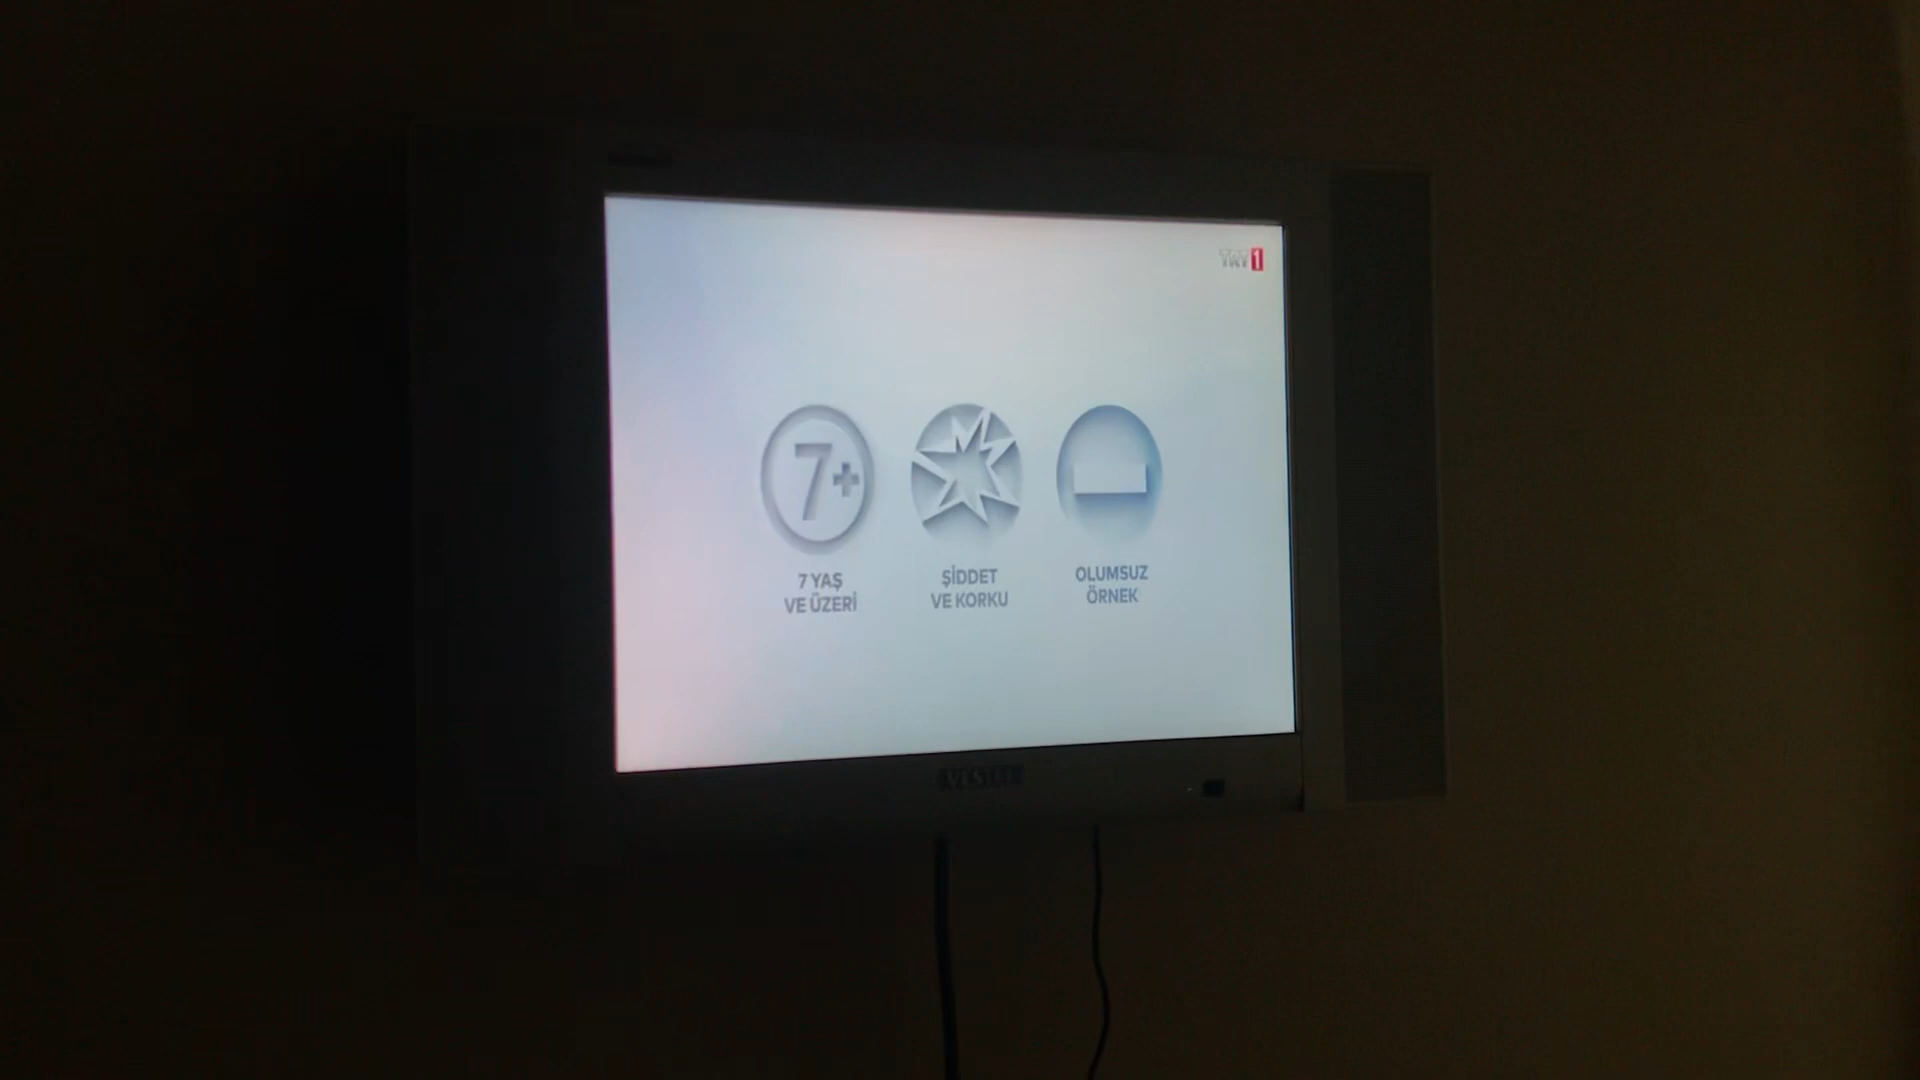 TRT 1
7+
7 YAŞ
VE ÜZERİ
ŞİDDET
VE KORKU
OLUMSUZ
ÖRNEK
VESTEL